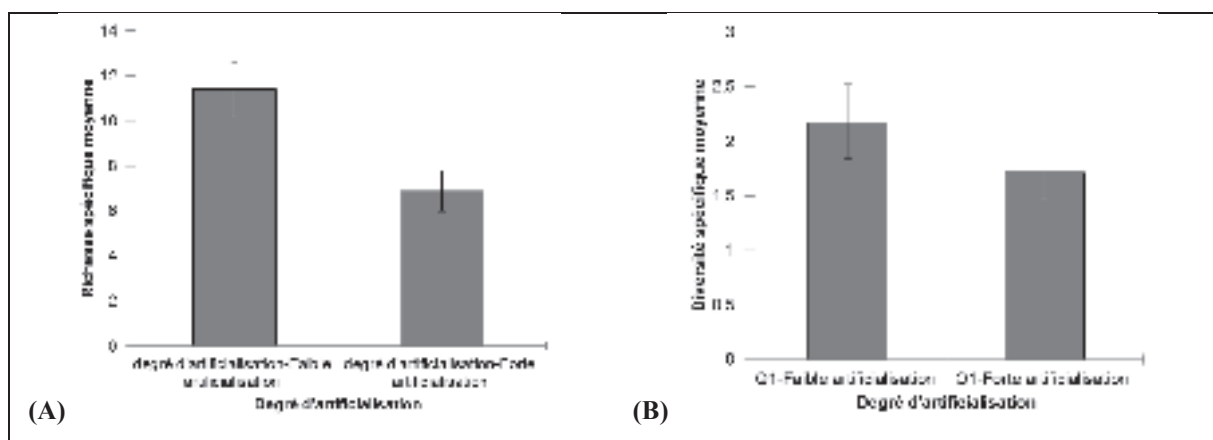 14
12
10
8
6
4
2
0
Richesse spécifique moyenne
degré d'artificialisation-Faible
artificialisation
degré d'artificialisation-Forte
artificialisation
Degré d'artificialisation
(A)
3
2.5
2
1.5
1
0.5
0
Diversité spécifique moyenne
O1-Faible artificialisation
O1-Forte artificialisation
Degré d'artificialisation
(B)